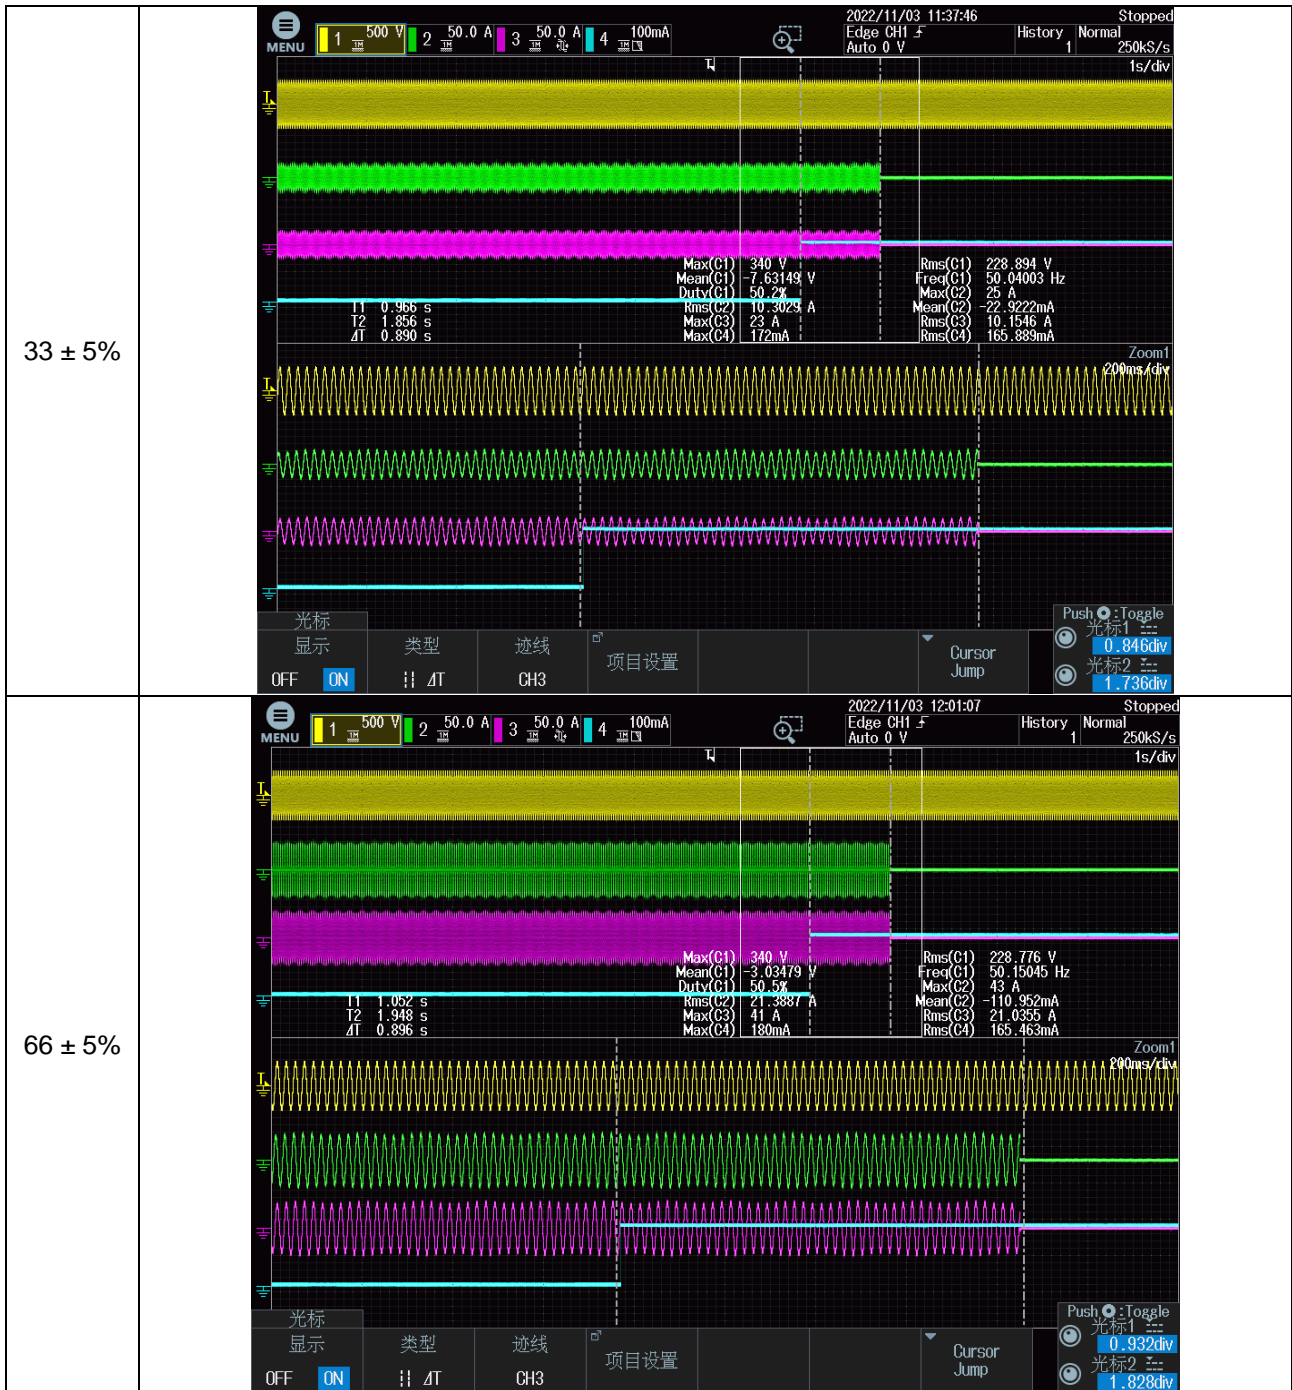 33 ± 5%
MENU
1 1M 500 V 2 1M 50.0 A 3 1M 50.0 A 4 1M 100mA
2022/11/03 11:37:46 Stopped
Edge CH1 History Normal
Auto 0 V 1 250kS/s
1s/div
Max(C1) 340 V Rms(C1) 228.894 V
Mean(C1) -7.63149 V Freq(C1) 50.04003 Hz
Duty(C1) 50.2% Max(C2) 25 A
T1 0.966 s Rms(C2) 10.3029 A Mean(C2) -22.9222mA
T2 1.856 s Max(C3) 23 A Rms(C3) 10.1546 A
ΔT 0.890 s Max(C4) 172mA Rms(C4) 165.889mA
Zoom1
200ms/div
光标
显示 类型 迹线 项目设置 Cursor
OFF ON ΔT CH3 Jump
Push :Toggle
光标1
0.846div
光标2
1.736div
66 ± 5%
MENU
1 1M 500 V 2 1M 50.0 A 3 1M 50.0 A 4 1M 100mA
2022/11/03 12:01:07 Stopped
Edge CH1 History Normal
Auto 0 V 1 250kS/s
1s/div
Max(C1) 340 V Rms(C1) 228.776 V
Mean(C1) -3.03479 V Freq(C1) 50.15045 Hz
Duty(C1) 50.5% Max(C2) 43 A
T1 1.052 s Rms(C2) 21.3887 A Mean(C2) -110.952mA
T2 1.948 s Max(C3) 41 A Rms(C3) 21.0355 A
ΔT 0.896 s Max(C4) 180mA Rms(C4) 165.463mA
Zoom1
200ms/div
光标
显示 类型 迹线 项目设置 Cursor
OFF ON ΔT CH3 Jump
Push :Toggle
光标1
0.932div
光标2
1.828div